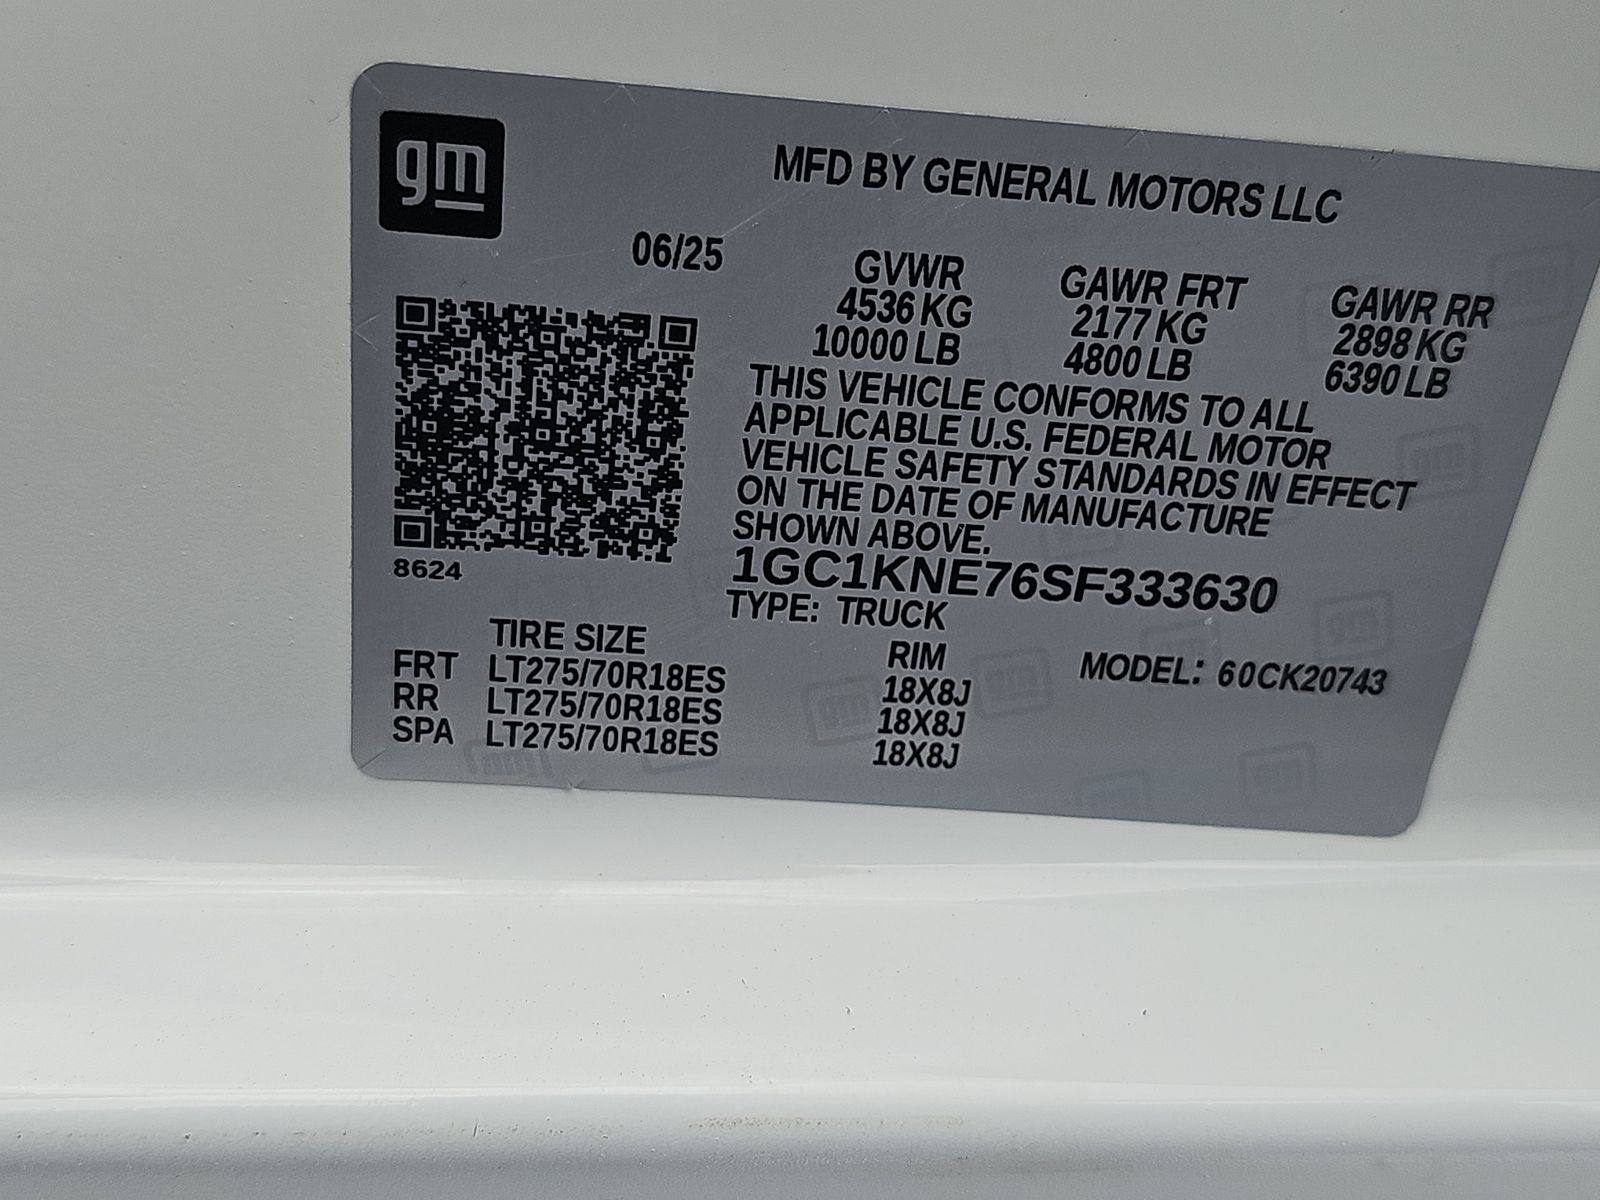 gm
MFD BY GENERAL MOTORS LLC
06/25
GVWR GAWR FRT GAWR RR
4536 KG 2177 KG 2898 KG
10000 LB 4800 LB 6390 LB
THIS VEHICLE CONFORMS TO ALL
APPLICABLE U.S. FEDERAL MOTOR
VEHICLE SAFETY STANDARDS IN EFFECT
ON THE DATE OF MANUFACTURE
SHOWN ABOVE.
8624
1GC1KNE76SF333630
TYPE: TRUCK
TIRE SIZE RIM
MODEL: 60CK20743
FRT LT275/70R18ES 18X8J
RR LT275/70R18ES 18X8J
SPA LT275/70R18ES 18X8J